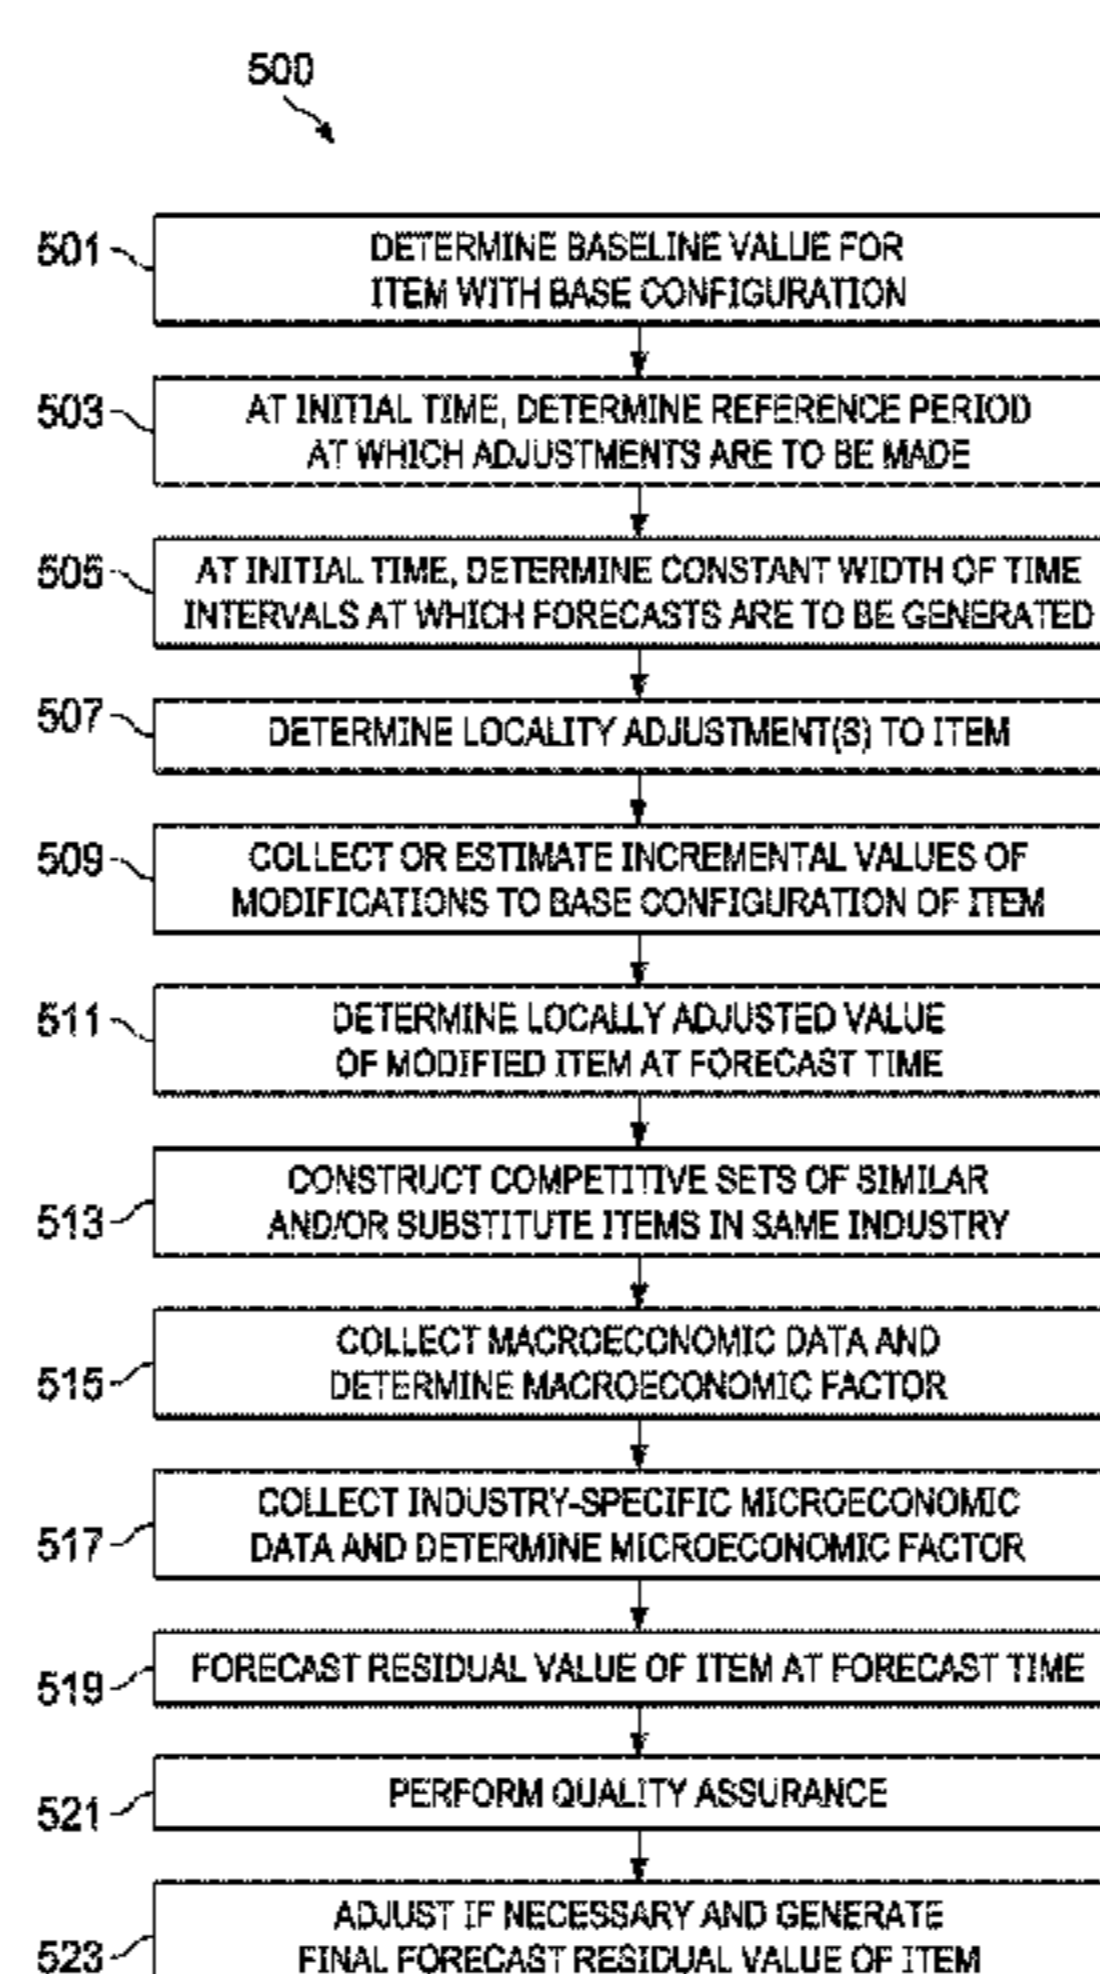 500
501
DETERMINE BASELINE VALUE FOR
ITEM WITH BASE CONFIGURATION
503
AT INITIAL TIME, DETERMINE REFERENCE PERIOD
AT WHICH ADJUSTMENTS ARE TO BE MADE
505
AT INITIAL TIME, DETERMINE CONSTANT WIDTH OF TIME
INTERVALS AT WHICH FORECASTS ARE TO BE GENERATED
507
DETERMINE LOCALITY ADJUSTMENT(S) TO ITEM
509
COLLECT OR ESTIMATE INCREMENTAL VALUES OF
MODIFICATIONS TO BASE CONFIGURATION OF ITEM
511
DETERMINE LOCALLY ADJUSTED VALUE
OF MODIFIED ITEM AT FORECAST TIME
513
CONSTRUCT COMPETITIVE SETS OF SIMILAR
AND/OR SUBSTITUTE ITEMS IN SAME INDUSTRY
515
COLLECT MACROECONOMIC DATA AND
DETERMINE MACROECONOMIC FACTOR
517
COLLECT INDUSTRY-SPECIFIC MICROECONOMIC
DATA AND DETERMINE MICROECONOMIC FACTOR
519
FORECAST RESIDUAL VALUE OF ITEM AT FORECAST TIME
521
PERFORM QUALITY ASSURANCE
523
ADJUST IF NECESSARY AND GENERATE
FINAL FORECAST RESIDUAL VALUE OF ITEM